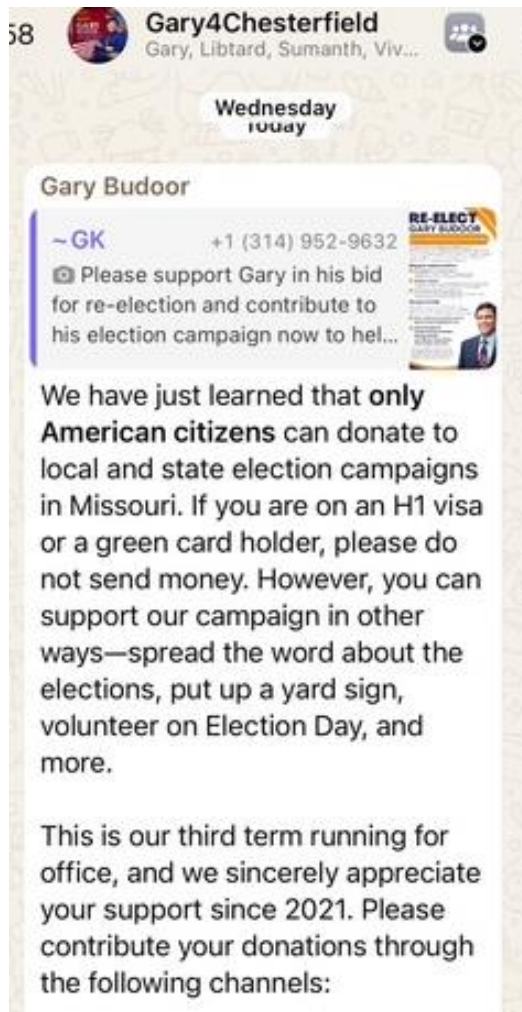 58
Gary4Chesterfield
Gary, Libtard, Sumanth, Viv...
Wednesday
Today
Gary Budoor
~GK +1 (314) 952-9632
Please support Gary in his bid
for re-election and contribute to
his election campaign now to hel...
RE-ELECT
GARY BUDOOR
We have just learned that only
American citizens can donate to
local and state election campaigns
in Missouri. If you are on an H1 visa
or a green card holder, please do
not send money. However, you can
support our campaign in other
ways—spread the word about the
elections, put up a yard sign,
volunteer on Election Day, and
more.
This is our third term running for
office, and we sincerely appreciate
your support since 2021. Please
contribute your donations through
the following channels: